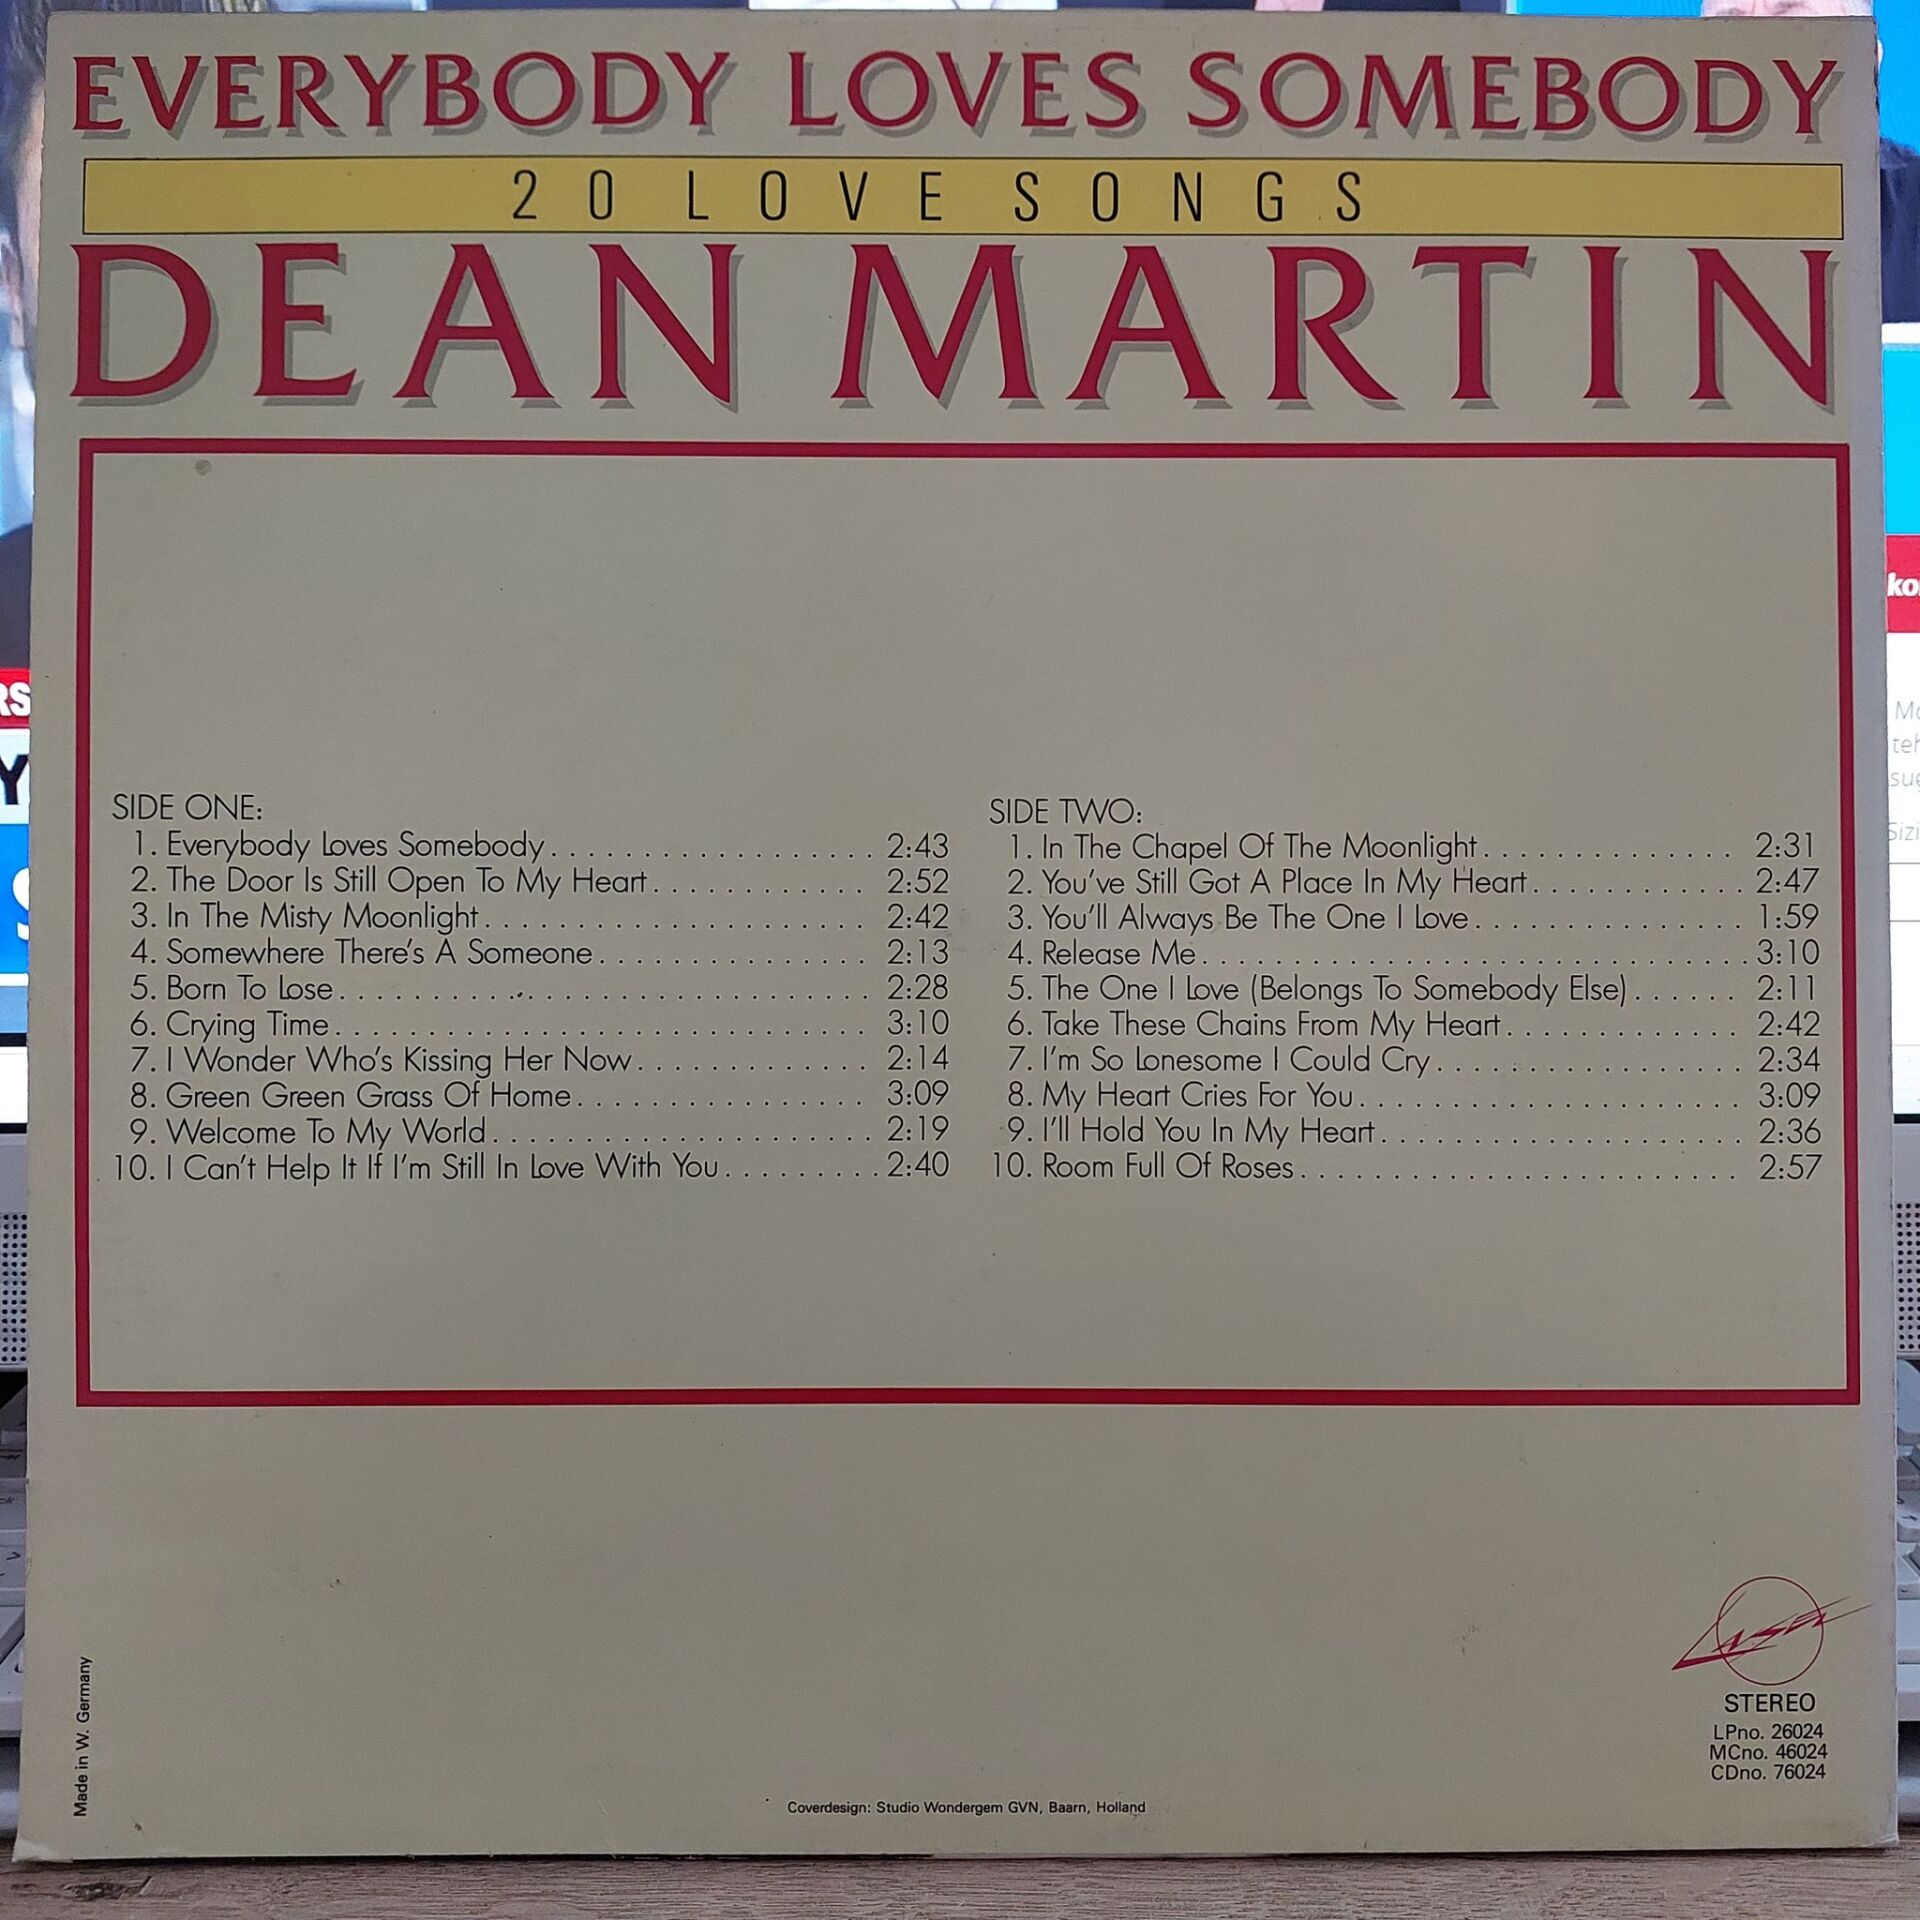 EVERYBODY LOVES SOMEBODY
20 LOVE SONGS
DEAN MARTIN
SIDE ONE:
1. Everybody Loves Somebody. . . . . . . . . . . . . . . . . . 2:43
2. The Door Is Still Open To My Heart. . . . . . . . . . . . 2:52
3. In The Misty Moonlight. . . . . . . . . . . . . . . . . . . . . 2:42
4. Somewhere There's A Someone. . . . . . . . . . . . . . . 2:13
5. Born To Lose. . . . . . . . . . . . . . . . . . . . . . . . . . . . . 2:28
6. Crying Time. . . . . . . . . . . . . . . . . . . . . . . . . . . . . 3:10
7. I Wonder Who's Kissing Her Now. . . . . . . . . . . . . 2:14
8. Green Green Grass Of Home. . . . . . . . . . . . . . . . 3:09
9. Welcome To My World. . . . . . . . . . . . . . . . . . . . . 2:19
10. I Can't Help It If I'm Still In Love With You. . . . . . . . . 2:40
SIDE TWO:
1. In The Chapel Of The Moonlight. . . . . . . . . . . . . . 2:31
2. You've Still Got A Place In My Heart. . . . . . . . . . . . 2:47
3. You'll Always Be The One I Love. . . . . . . . . . . . . . . 1:59
4. Release Me. . . . . . . . . . . . . . . . . . . . . . . . . . . . . . 3:10
5. The One I Love (Belongs To Somebody Else). . . . . . 2:11
6. Take These Chains From My Heart. . . . . . . . . . . . . 2:42
7. I'm So Lonesome I Could Cry. . . . . . . . . . . . . . . . . 2:34
8. My Heart Cries For You. . . . . . . . . . . . . . . . . . . . . 3:09
9. I'll Hold You In My Heart. . . . . . . . . . . . . . . . . . . . 2:36
10. Room Full Of Roses. . . . . . . . . . . . . . . . . . . . . . . . 2:57
Laser
STEREO
LPno. 26024
MCno. 46024
CDno. 76024
Made in W. Germany
Coverdesign: Studio Wondergem GVN, Baarn, Holland